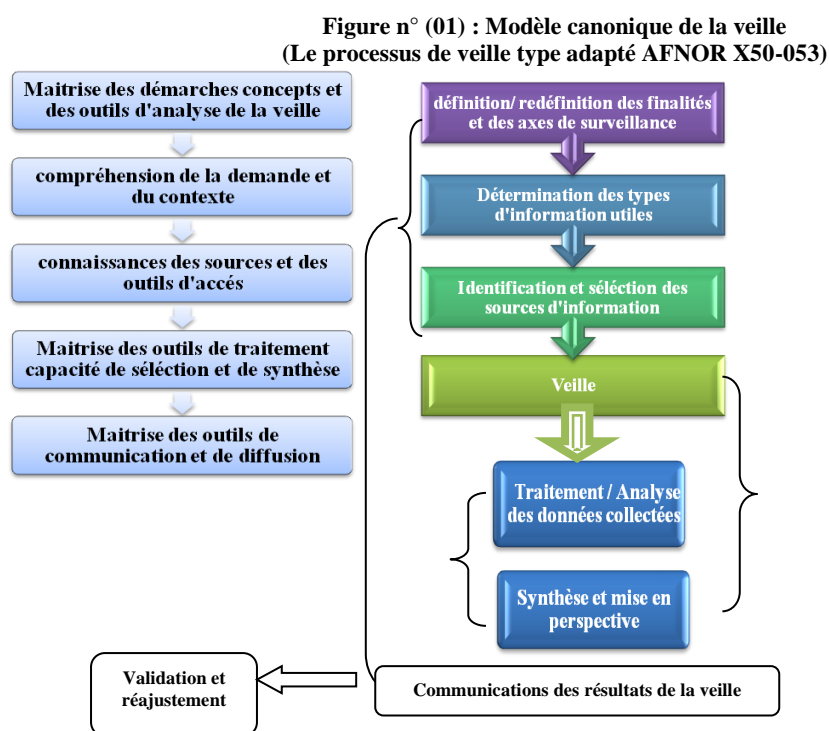 Figure n° (01) : Modèle canonique de la veille
(Le processus de veille type adapté AFNOR X50-053)
Maitrise des démarches concepts et
des outils d'analyse de la veille
compréhension de la demande et
du contexte
connaissances des sources et des
outils d'accés
Maitrise des outils de traitement
capacité de séléction et de synthèse
Maitrise des outils de
communication et de diffusion
définition/ redéfinition des finalités
et des axes de surveillance
Détermination des types
d'information utiles
Identification et séléction des
sources d'information
Veille
Traitement / Analyse
des données collectées
Synthèse et mise en
perspective
Communications des résultats de la veille
Validation et
réajustement